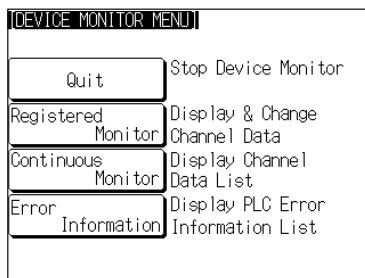 [DEVICE MONITOR MENU]
Quit
Stop Device Monitor
Registered
Monitor
Display & Change
Channel Data
Continuous
Monitor
Display Channel
Data List
Error
Information
Display PLC Error
Information List